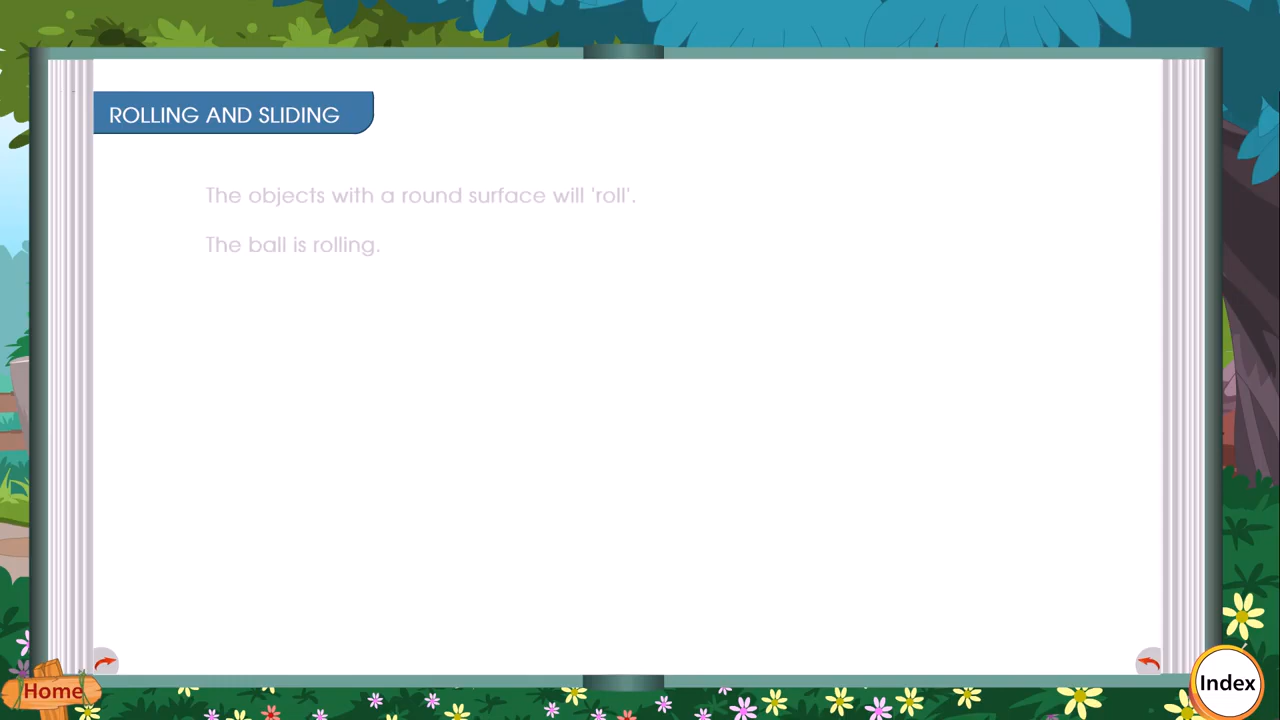 ROLLING AND SLIDING
The objects with a round surface will 'roll'.
The ball is rolling.
Home
Index